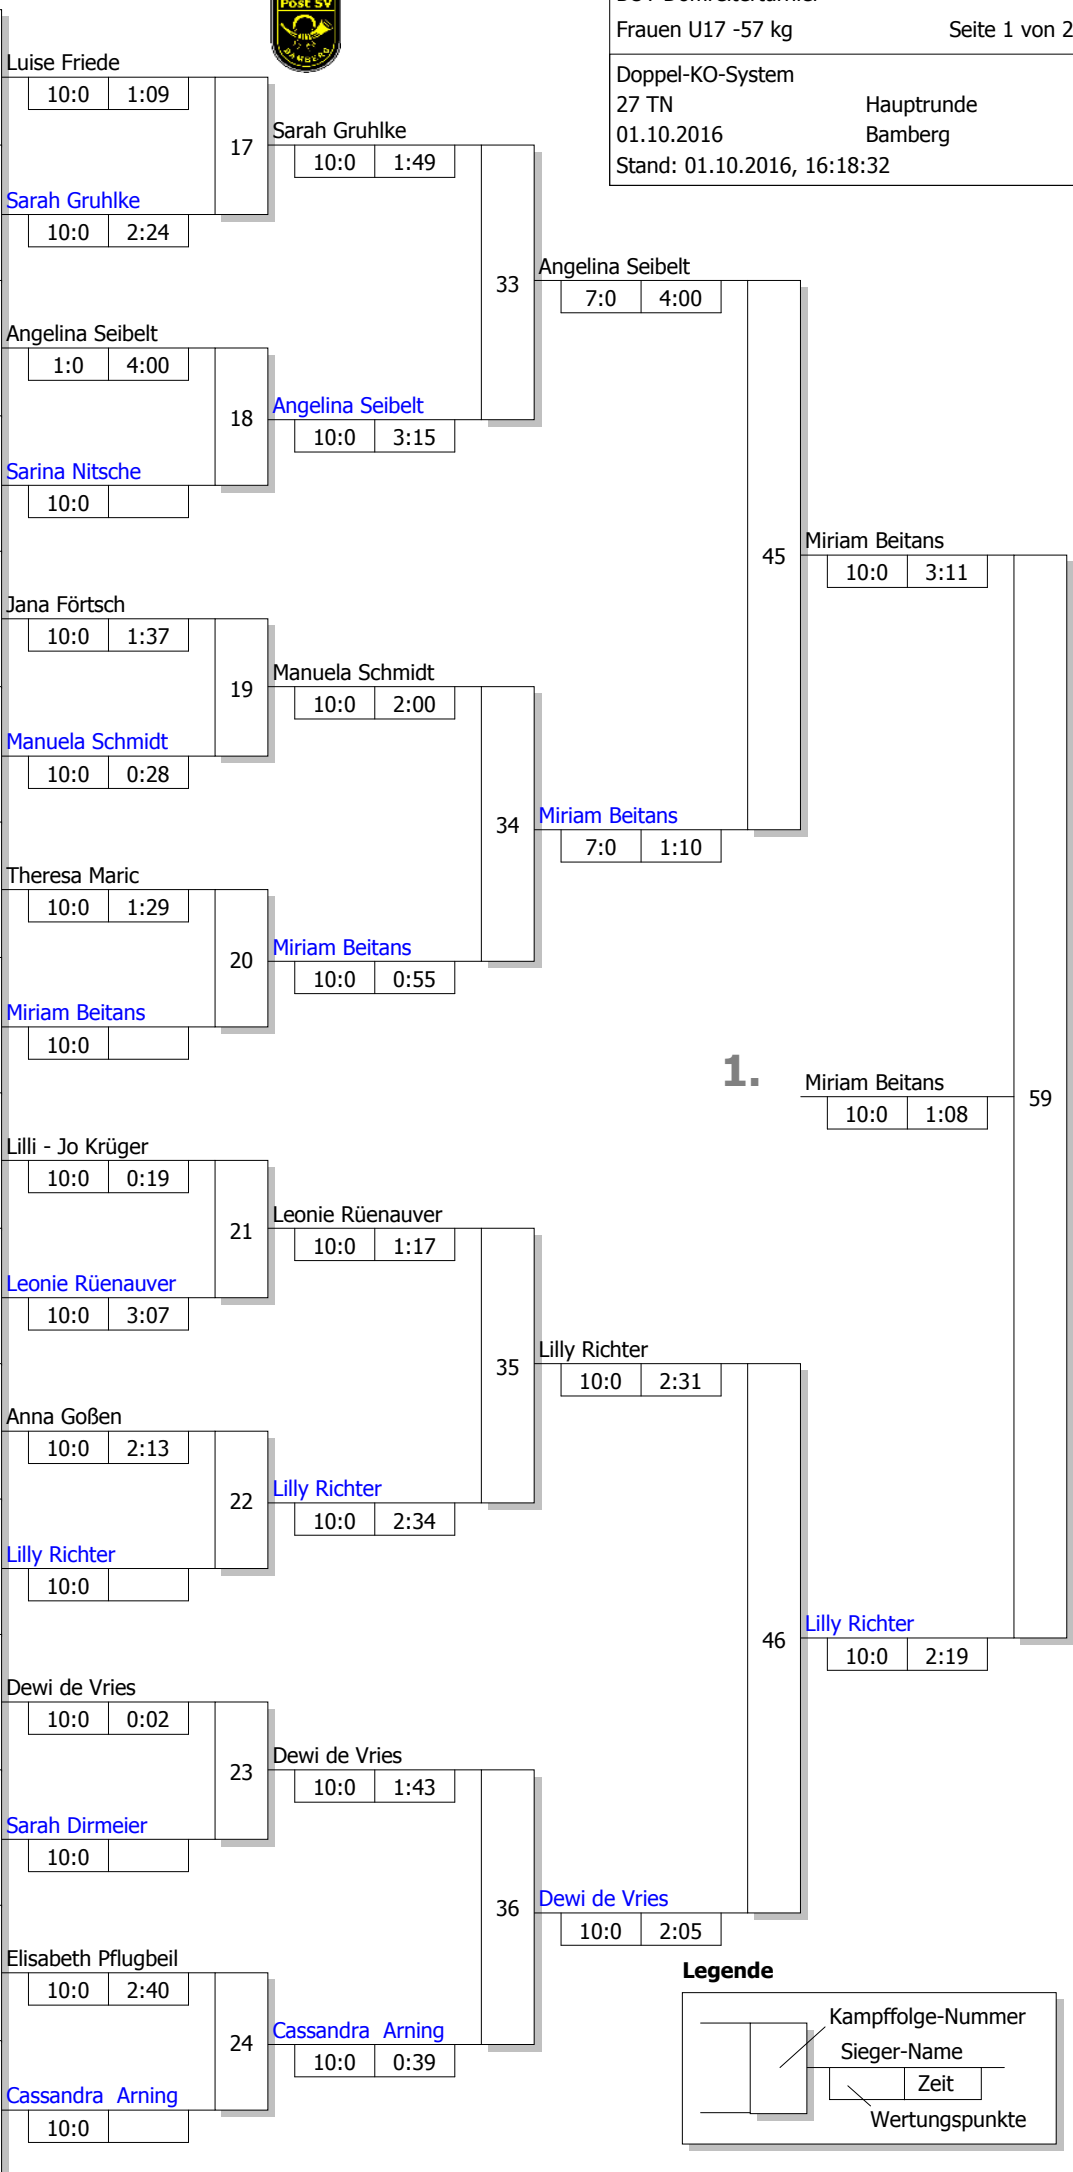 Post SV
BAMBERG
Frauen U17 -57 kg Seite 1 von 2
Doppel-KO-System
27 TN Hauptrunde
01.10.2016 Bamberg
Stand: 01.10.2016, 16:18:32
Luise Friede
10:0 1:09
17
Sarah Gruhlke
10:0 1:49
Sarah Gruhlke
10:0 2:24
33
Angelina Seibelt
7:0 4:00
Angelina Seibelt
1:0 4:00
18
Angelina Seibelt
10:0 3:15
Sarina Nitsche
10:0
45
Miriam Beitans
10:0 3:11
Jana Förtsch
10:0 1:37
19
Manuela Schmidt
10:0 2:00
Manuela Schmidt
10:0 0:28
34
Miriam Beitans
7:0 1:10
Theresa Maric
10:0 1:29
20
Miriam Beitans
10:0 0:55
Miriam Beitans
10:0
1.
Miriam Beitans
10:0 1:08
59
Lilli - Jo Krüger
10:0 0:19
21
Leonie Rüenauver
10:0 1:17
Leonie Rüenauver
10:0 3:07
35
Lilly Richter
10:0 2:31
Anna Goßen
10:0 2:13
22
Lilly Richter
10:0 2:34
Lilly Richter
10:0
46
Lilly Richter
10:0 2:19
Dewi de Vries
10:0 0:02
23
Dewi de Vries
10:0 1:43
Sarah Dirmeier
10:0
36
Dewi de Vries
10:0 2:05
Elisabeth Pflugbeil
10:0 2:40
24
Cassandra Arning
10:0 0:39
Cassandra Arning
10:0
Legende
Kampffolge-Nummer
Sieger-Name
Zeit
Wertungspunkte